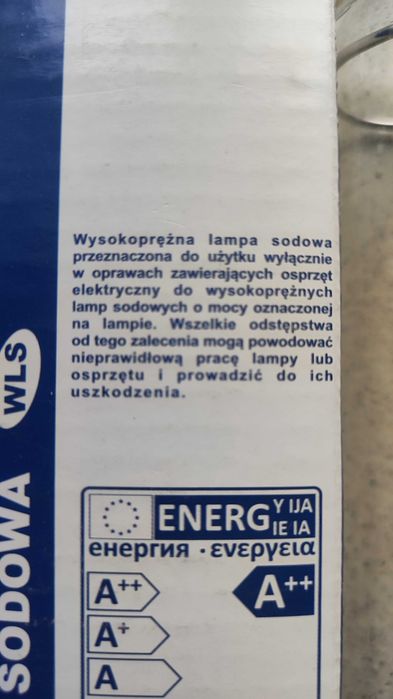 Wysokoprężna lampa sodowa
przeznaczona do użytku wyłącznie
w oprawach zawierających osprzęt
elektryczny do wysokoprężnych
lamp sodowych o mocy oznaczonej
na lampie. Wszelkie odstępstwa
od tego zalecenia mogą powodować
nieprawidłową pracę lampy lub
osprzętu i prowadzić do ich
uszkodzenia.
SODOWA WLS
ENERG Y IJA
IE IA
енергия · ενεργεια
A++ A++
A+
A